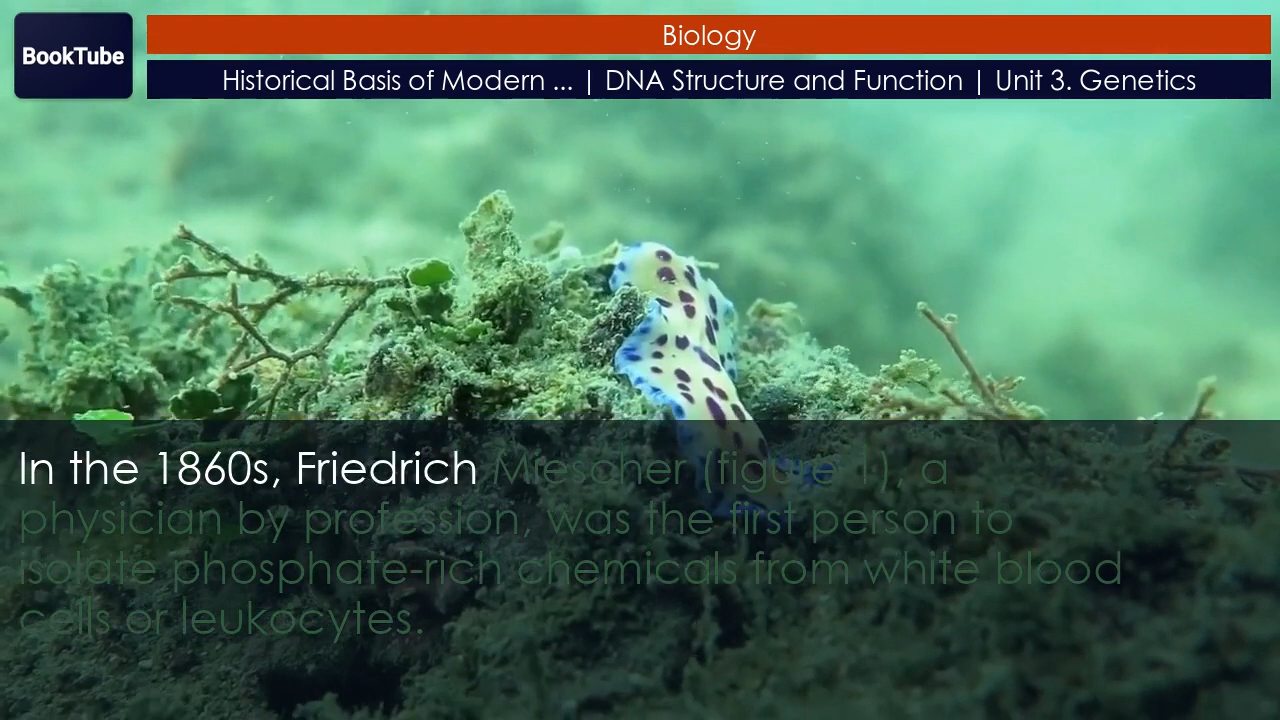 BookTube
Biology
Historical Basis of Modern ... | DNA Structure and Function | Unit 3. Genetics
In the 1860s, Friedrich Miescher (figure 1), a
physician by profession, was the first person to
isolate phosphate-rich chemicals from white blood
cells or leukocytes.